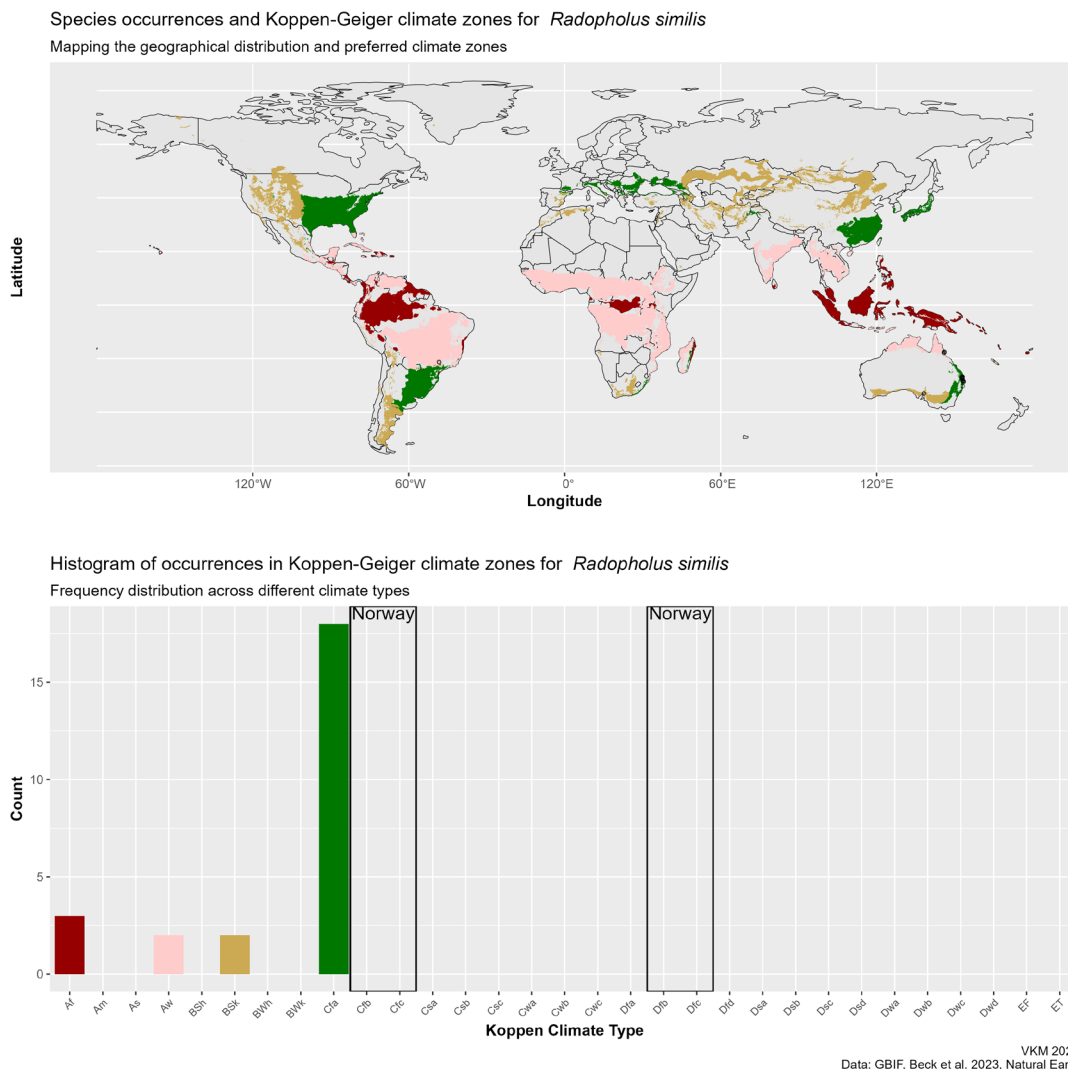 Species occurrences and Koppen-Geiger climate zones for Radopholus similis
Mapping the geographical distribution and preferred climate zones
Latitude
120°W 60°W 0° 60°E 120°E
Longitude
Histogram of occurrences in Koppen-Geiger climate zones for Radopholus similis
Frequency distribution across different climate types
Norway Norway
15
10
5
0
Count
Af Am As Aw BSh BSk BWh BWk Cfa Cfb Cfc Csa Csb Csc Cwa Cwb Cwc Dfa Dfb Dfc Dfd Dsa Dsb Dsc Dsd Dwa Dwb Dwc Dwd EF ET
Koppen Climate Type
VKM 202
Data: GBIF, Beck et al. 2023, Natural Ear